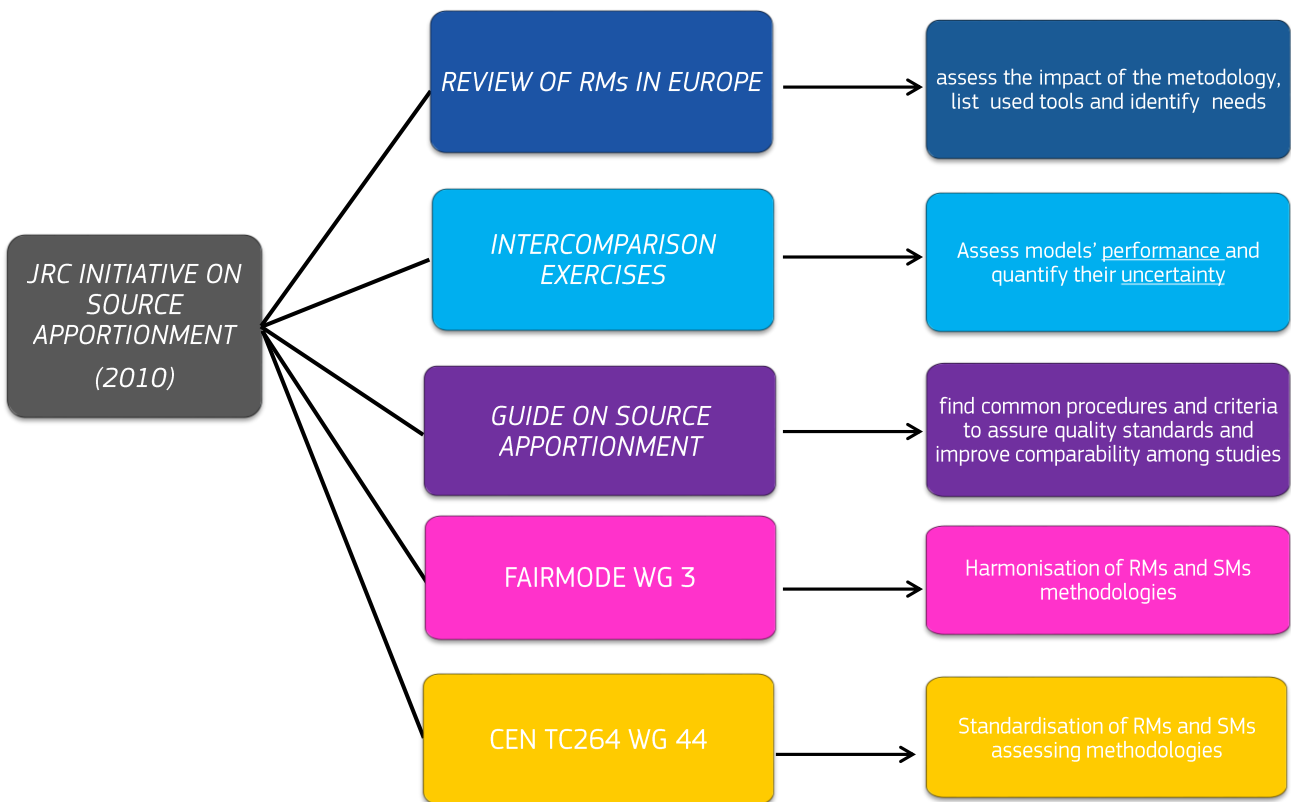 JRC INITIATIVE ON
SOURCE
APPORTIONMENT
(2010)
REVIEW OF RMs IN EUROPE
assess the impact of the metodology,
list used tools and identify needs
INTERCOMPARISON
EXERCISES
Assess models' performance and
quantify their uncertainty
GUIDE ON SOURCE
APPORTIONMENT
find common procedures and criteria
to assure quality standards and
improve comparability among studies
FAIRMODE WG 3
Harmonisation of RMs and SMs
methodologies
CEN TC264 WG 44
Standardisation of RMs and SMs
assessing methodologies